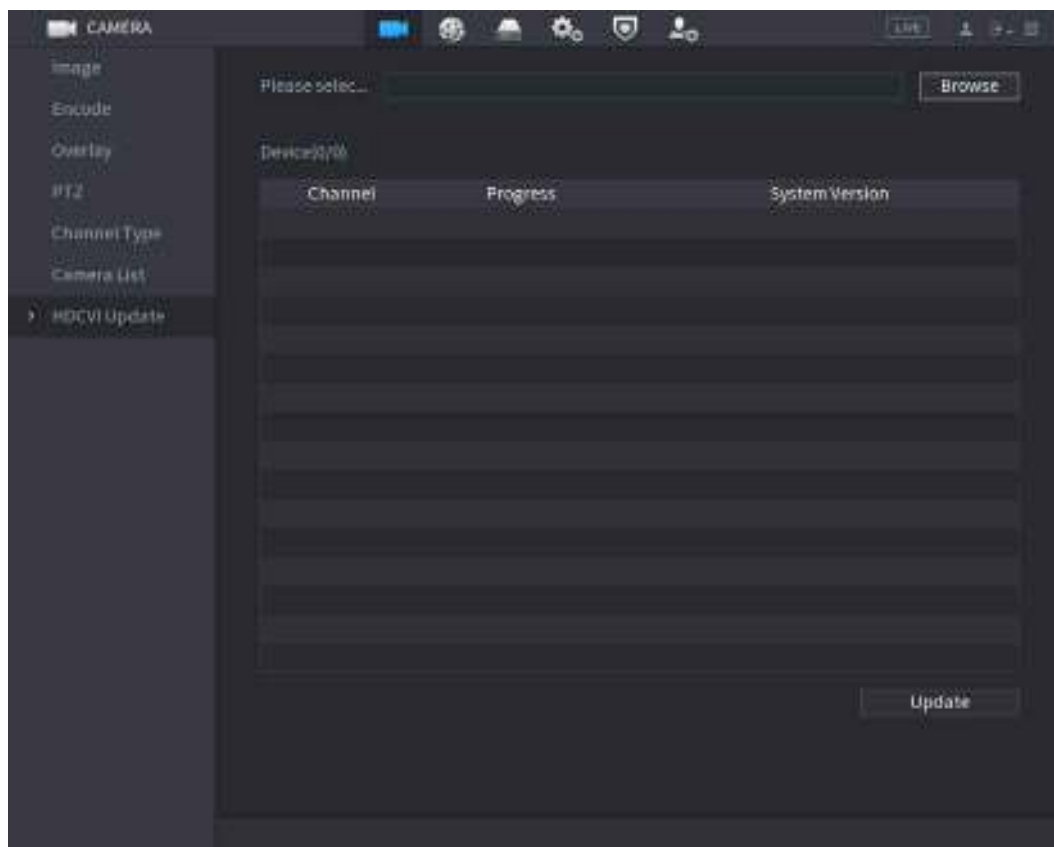 CAMERA
LIVE
Image
Encode
Overlay
PTZ
Channel Type
Camera List
HDCVI Update
Please selec...
Browse
Device(0/0)
Channel Progress System Version
Update